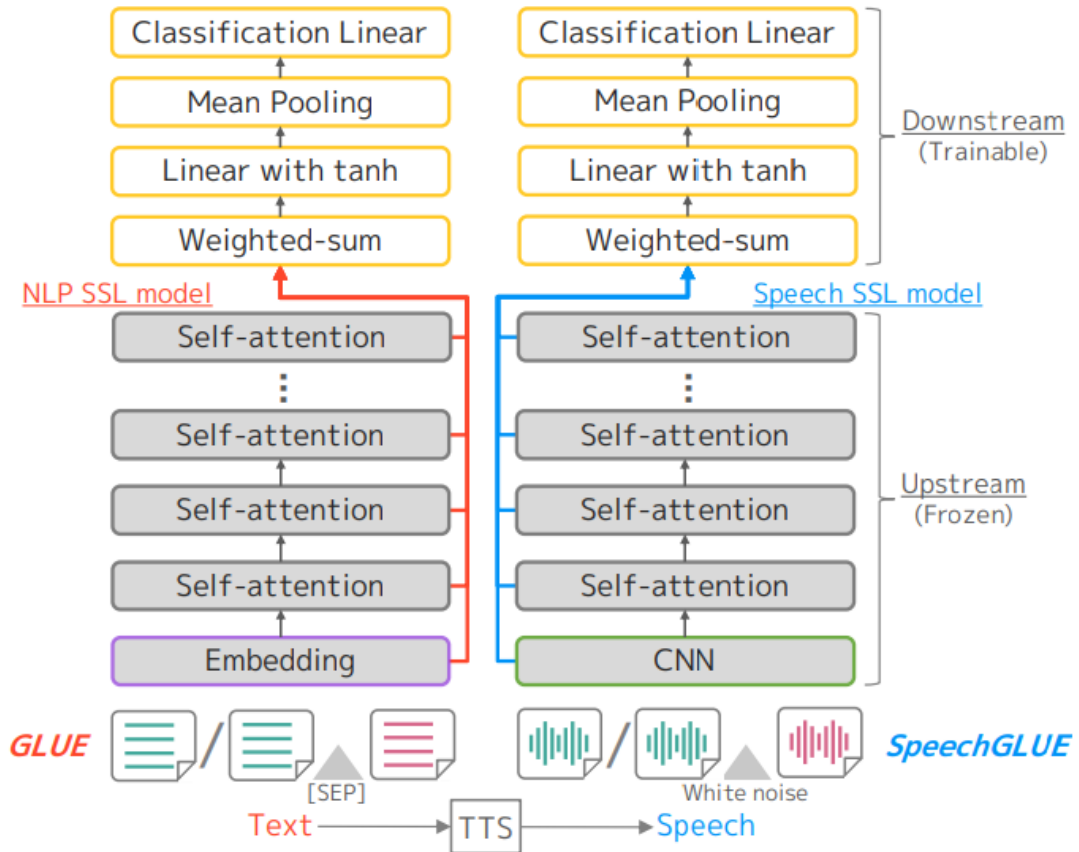 Classification Linear
Mean Pooling
Linear with tanh
Weighted-sum
NLP SSL model
Self-attention
Self-attention
Self-attention
Self-attention
Embedding
Classification Linear
Mean Pooling
Linear with tanh
Weighted-sum
Speech SSL model
Self-attention
Self-attention
Self-attention
Self-attention
CNN
Downstream
(Trainable)
Upstream
(Frozen)
GLUE
/
[SEP]
/
White noise
SpeechGLUE
Text
TTS
Speech